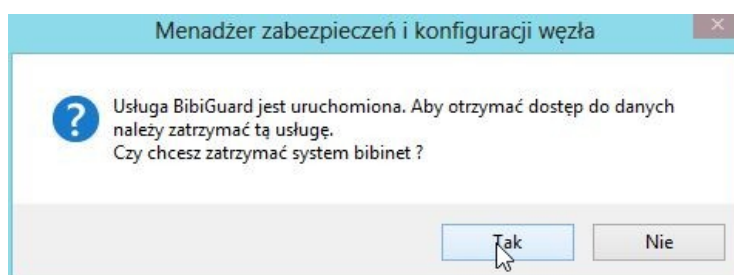 Menadżer zabezpieczeń i konfiguracji węzła
Usługa BibiGuard jest uruchomiona. Aby otrzymać dostęp do danych
należy zatrzymać tą usługę.
Czy chcesz zatrzymać system bibinet ?
Tak
Nie